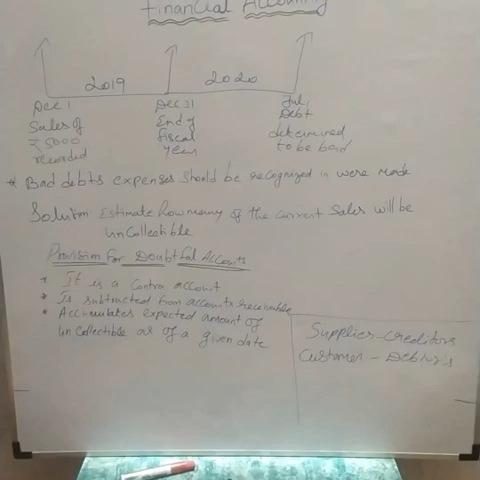 Financial Accounting
2019
2020
Dec 1
Sales of
₹ 5000
recorded
Dec 31
End of
fiscal
year
Jul,
Debt
determined
to be bad
* Bad debts expenses should be recognized in were made
Solution: Estimate how many of the current sales will be
uncollectible
Provision For Doubtful Accounts
* It is a contra account
* Is subtracted from accounts receivable
* Accumulates expected amount of
uncollectible as of a given date
Supplier - creditors
Customer - Debtors